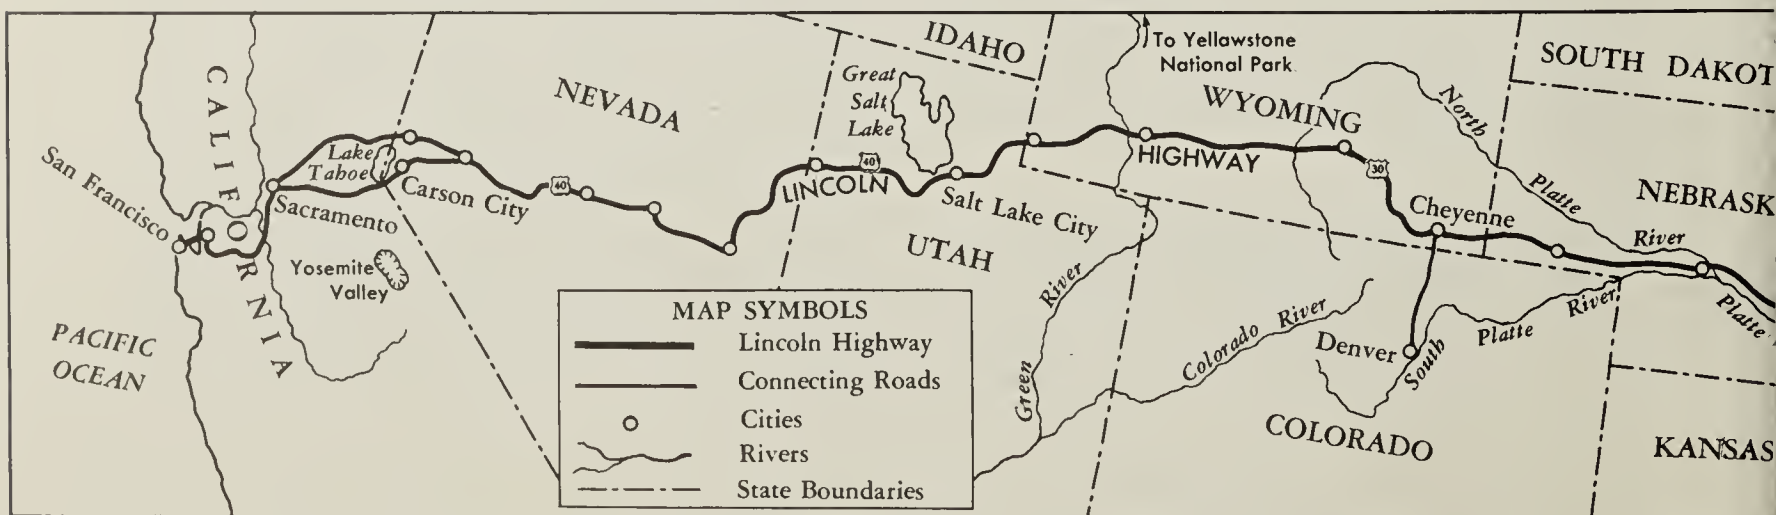 CALIFORNIA
San Francisco
Sacramento
Lake
Tahoe
Carson City
Yosemite
Valley
PACIFIC
OCEAN
NEVADA
40
IDAHO
Great
Salt
Lake
LINCOLN
40
Salt Lake City
UTAH
To Yellawstone
National Park
WYOMING
HIGHWAY
30
Cheyenne
North
Platte
River
SOUTH DAKOT
NEBRASK
Green
River
Colorado River
Denver
South
Platte
River
Platte
COLORADO
KANSAS
MAP SYMBOLS
Lincoln Highway
Connecting Roads
Cities
Rivers
State Boundaries